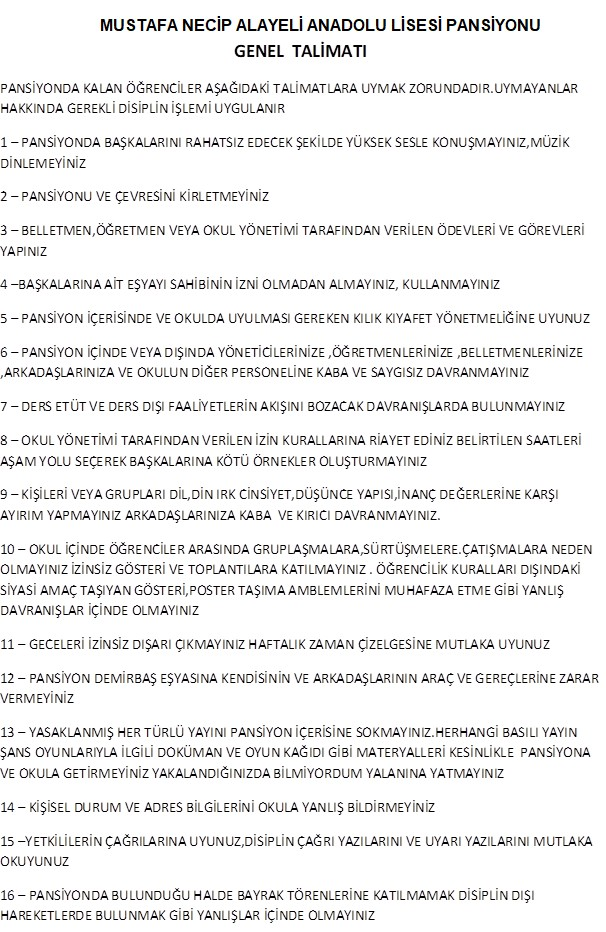 MUSTAFA NECİP ALAYELİ ANADOLU LİSESİ PANSİYONU
GENEL TALİMATI
PANSİYONDA KALAN ÖĞRENCİLER AŞAĞIDAKİ TALİMATLARA UYMAK ZORUNDADIR.UYMAYANLAR
HAKKINDA GEREKLİ DİSİPLİN İŞLEMİ UYGULANIR
1 – PANSİYONDA BAŞKALARINI RAHATSIZ EDECEK ŞEKİLDE YÜKSEK SESLE KONUŞMAYINIZ,MÜZİK
DİNLEMEYİNİZ
2 – PANSİYONU VE ÇEVRESİNİ KİRLETMEYİNİZ
3 – BELLETMEN,ÖĞRETMEN VEYA OKUL YÖNETİMİ TARAFINDAN VERİLEN ÖDEVLERİ VE GÖREVLERİ
YAPINIZ
4 –BAŞKALARINA AİT EŞYAYI SAHİBİNİN İZNİ OLMADAN ALMAYINIZ, KULLANMAYINIZ
5 – PANSİYON İÇERİSİNDE VE OKULDA UYULMASI GEREKEN KILIK KIYAFET YÖNETMELİĞİNE UYUNUZ
6 – PANSİYON İÇİNDE VEYA DIŞINDA YÖNETİCİLERİNİZE ,ÖĞRETMENLERİNİZE ,BELLETMENLERİNİZE
,ARKADAŞLARINIZA VE OKULUN DİĞER PERSONELİNE KABA VE SAYGISIZ DAVRANMAYINIZ
7 – DERS ETÜT VE DERS DIŞI FAALİYETLERİN AKIŞINI BOZACAK DAVRANIŞLARDA BULUNMAYINIZ
8 – OKUL YÖNETİMİ TARAFINDAN VERİLEN İZİN KURALLARINA RİAYET EDİNİZ BELİRTİLEN SAATLERİ
AŞAM YOLU SEÇEREK BAŞKALARINA KÖTÜ ÖRNEKLER OLUŞTURMAYINIZ
9 – KİŞİLERİ VEYA GRUPLARI DİL,DİN IRK CİNSİYET,DÜŞÜNCE YAPISI,İNANÇ DEĞERLERİNE KARŞI
AYIRIM YAPMAYINIZ ARKADAŞLARINIZA KABA VE KIRICI DAVRANMAYINIZ.
10 – OKUL İÇİNDE ÖĞRENCİLER ARASINDA GRUPLAŞMALARA,SÜRTÜŞMELERE.ÇATIŞMALARA NEDEN
OLMAYINIZ İZİNSİZ GÖSTERİ VE TOPLANTILARA KATILMAYINIZ . ÖĞRENCİLİK KURALLARI DIŞINDAKİ
SİYASİ AMAÇ TAŞIYAN GÖSTERİ,POSTER TAŞIMA AMBLEMLERİNİ MUHAFAZA ETME GİBİ YANLIŞ
DAVRANIŞLAR İÇİNDE OLMAYINIZ
11 – GECELERİ İZİNSİZ DIŞARI ÇIKMAYINIZ HAFTALIK ZAMAN ÇİZELGESİNE MUTLAKA UYUNUZ
12 – PANSİYON DEMİRBAŞ EŞYASINA KENDİSİNİN VE ARKADAŞLARININ ARAÇ VE GEREÇLERİNE ZARAR
VERMEYİNİZ
13 – YASAKLANMIŞ HER TÜRLÜ YAYINI PANSİYON İÇERİSİNE SOKMAYINIZ.HERHANGİ BASILI YAYIN
ŞANS OYUNLARIYLA İLGİLİ DOKÜMAN VE OYUN KAĞIDI GİBİ MATERYALLERİ KESİNLİKLE PANSİYONA
VE OKULA GETİRMEYİNİZ YAKALANDIĞINIZDA BİLMİYORDUM YALANINA YATMAYINIZ
14 – KİŞİSEL DURUM VE ADRES BİLGİLERİNİ OKULA YANLIŞ BİLDİRMEYİNİZ
15 –YETKİLİLERİN ÇAĞRILARINA UYUNUZ,DİSİPLİN ÇAĞRI YAZILARINI VE UYARI YAZILARINI MUTLAKA
OKUYUNUZ
16 – PANSİYONDA BULUNDUĞU HALDE BAYRAK TÖRENLERİNE KATILMAMAK DİSİPLİN DIŞI
HAREKETLERDE BULUNMAK GİBİ YANLIŞLAR İÇİNDE OLMAYINIZ